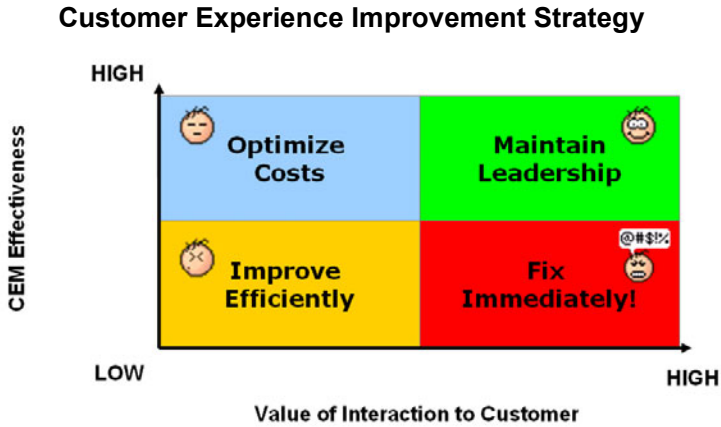 Customer Experience Improvement Strategy
HIGH
CEM Effectiveness
Optimize
Costs
Maintain
Leadership
@#$!%
Improve
Efficiently
Fix
Immediately!
LOW
HIGH
Value of Interaction to Customer